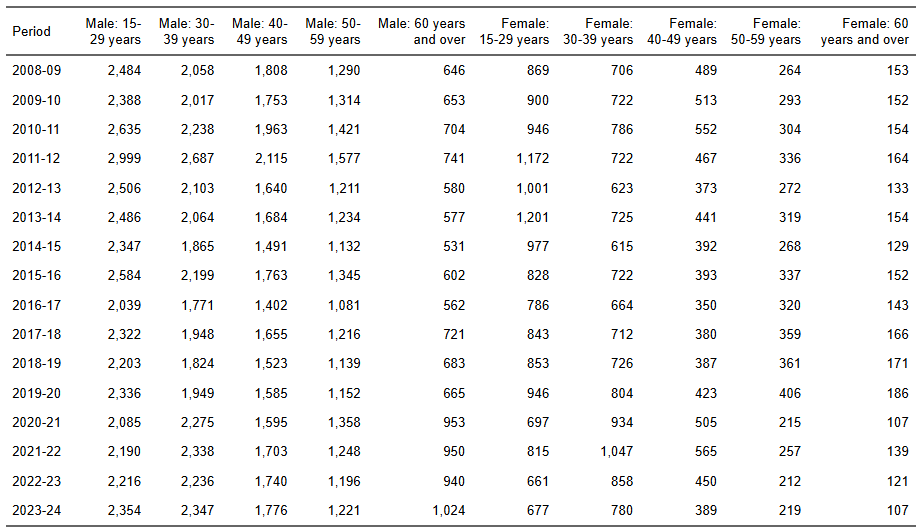 Period Male: 15-29 years Male: 30-39 years Male: 40-49 years Male: 50-59 years Male: 60 years and over Female: 15-29 years Female: 30-39 years Female: 40-49 years Female: 50-59 years Female: 60 years and over
2008-09 2,484 2,058 1,808 1,290 646 869 706 489 264 153
2009-10 2,388 2,017 1,753 1,314 653 900 722 513 293 152
2010-11 2,635 2,238 1,963 1,421 704 946 786 552 304 154
2011-12 2,999 2,687 2,115 1,577 741 1,172 722 467 336 164
2012-13 2,506 2,103 1,640 1,211 580 1,001 623 373 272 133
2013-14 2,486 2,064 1,684 1,234 577 1,201 725 441 319 154
2014-15 2,347 1,865 1,491 1,132 531 977 615 392 268 129
2015-16 2,584 2,199 1,763 1,345 602 828 722 393 337 152
2016-17 2,039 1,771 1,402 1,081 562 786 664 350 320 143
2017-18 2,322 1,948 1,655 1,216 721 843 712 380 359 166
2018-19 2,203 1,824 1,523 1,139 683 853 726 387 361 171
2019-20 2,336 1,949 1,585 1,152 665 946 804 423 406 186
2020-21 2,085 2,275 1,595 1,358 953 697 934 505 215 107
2021-22 2,190 2,338 1,703 1,248 950 815 1,047 565 257 139
2022-23 2,216 2,236 1,740 1,196 940 661 858 450 212 121
2023-24 2,354 2,347 1,776 1,221 1,024 677 780 389 219 107